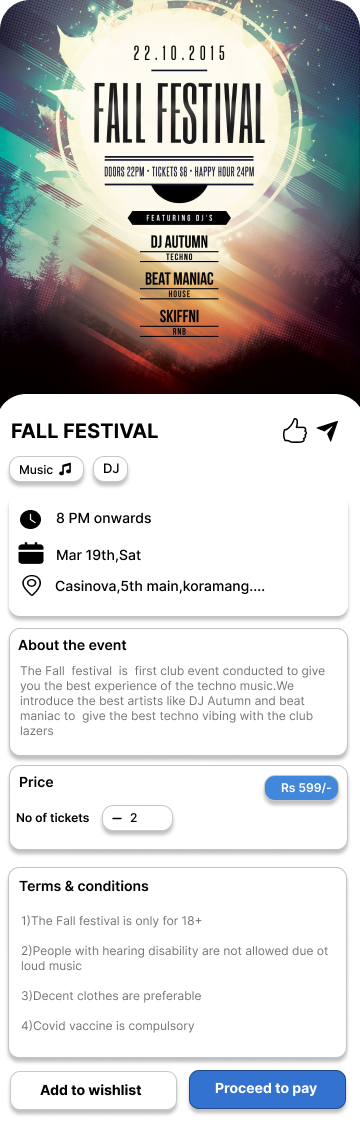 22.10.2015
FALL FESTIVAL
DOORS 22PM • TICKETS $8 • HAPPY HOUR 24PM
FEATURING DJ'S
DJ AUTUMN
TECHNO
BEAT MANIAC
HOUSE
SKIFFNI
RNB
FALL FESTIVAL
Music
DJ
8 PM onwards
Mar 19th,Sat
Casinova,5th main,koramang....
About the event
The Fall festival is first club event conducted to give
you the best experience of the techno music.We
introduce the best artists like DJ Autumn and beat
maniac to give the best techno vibing with the club
lazers
Price
Rs 599/-
No of tickets
– 2
Terms & conditions
1)The Fall festival is only for 18+
2)People with hearing disability are not allowed due ot
loud music
3)Decent clothes are preferable
4)Covid vaccine is compulsory
Add to wishlist
Proceed to pay